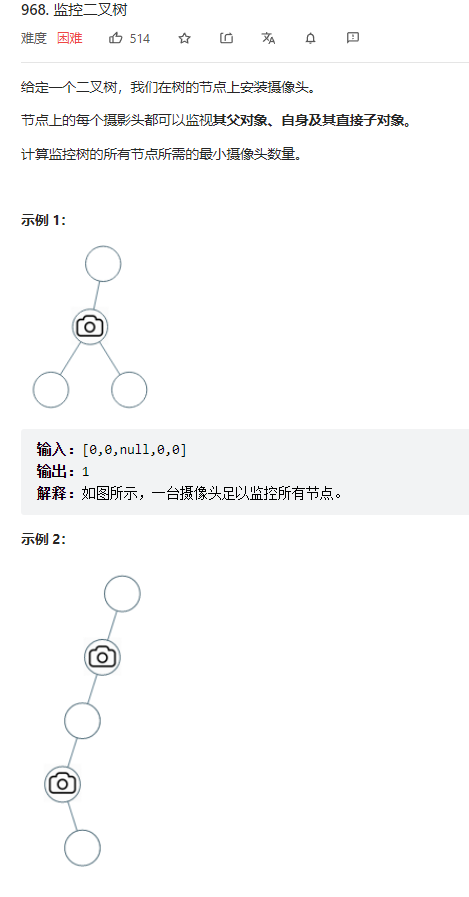 968. 监控二叉树
难度 困难 514
给定一个二叉树，我们在树的节点上安装摄像头。
节点上的每个摄影头都可以监视其父对象、自身及其直接子对象。
计算监控树的所有节点所需的最小摄像头数量。
示例 1：
输入：[0,0,null,0,0]
输出：1
解释：如图所示，一台摄像头足以监控所有节点。
示例 2：